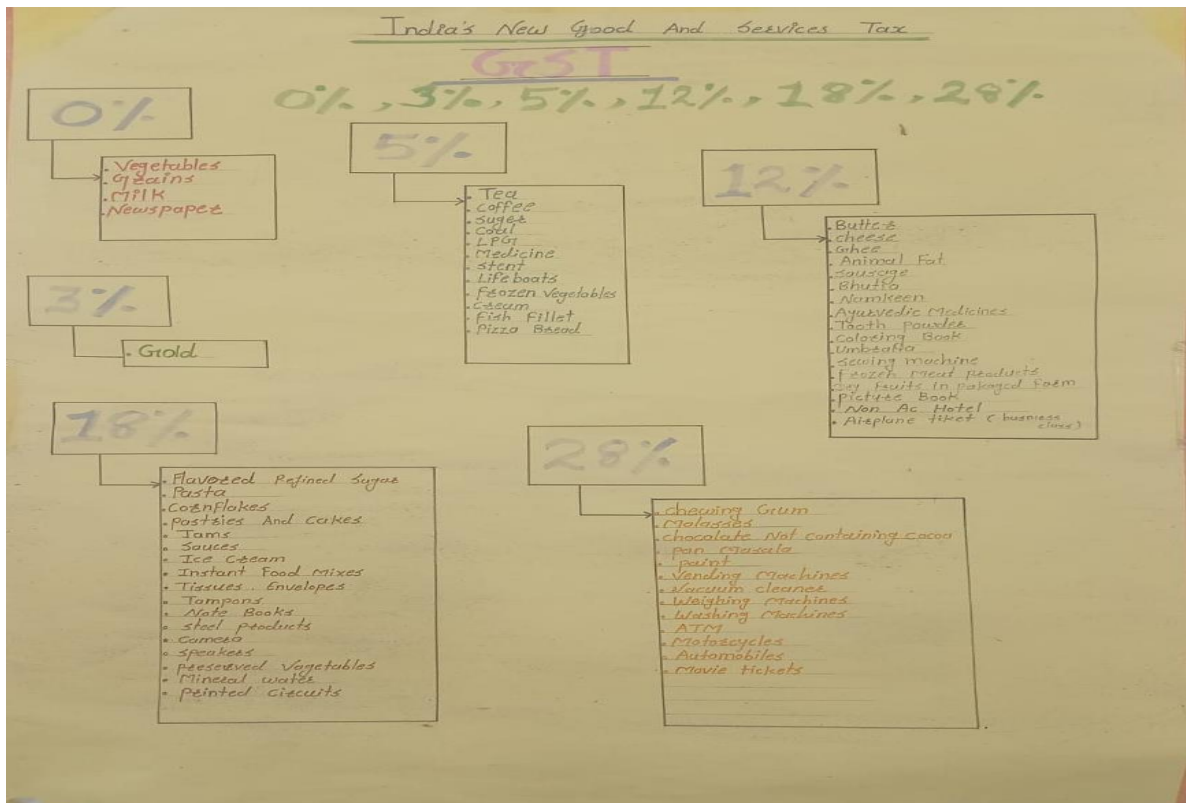 India's New Good And Services Tax
GST
0%, 3%, 5%, 12%, 18%, 28%
0%
. Vegetables
. Grains
. Milk
. Newspaper
3%
. Gold
5%
. Tea
. Coffee
. Suger
. Coal
. LPG
. Medicine
. Stent
. Lifeboats
. Frozen Vegetables
. Cream
. Fish Fillet
. Pizza Bread
12%
. Butter
. cheese
. Ghee
. Animal Fat
. Sausage
. Bhutta
. Namkeen
. Ayurvedic Medicines
. Tooth Powder
. Coloring Book
. Umbrella
. Sewing machine
. Frozen Meat Products
. Dry Fruits In pakaged Form
. Picture Book
. Non Ac Hotel
. Airplane tiket (business
class)
18%
. Flavored Refined Sugar
. Pasta
. Cornflakes
. Pastries And Cakes
. Jams
. Sauces
. Ice Cream
. Instant Food Mixes
. Tissues, Envelopes
. Tampons
. Note Books
. Steel Products
. Camera
. Speakers
. Preserved Vagetables
. Mineral water
. Printed Circuits
28%
. chewing Gum
. Molasses
. chocolate Not Containing Cocoa
. Pan Masala
. Paint
. Vending Machines
. Vacuum cleaner
. Weighing Machines
. Washing Machines
. ATM
. Motorcycles
. Automobiles
. Movie tickets